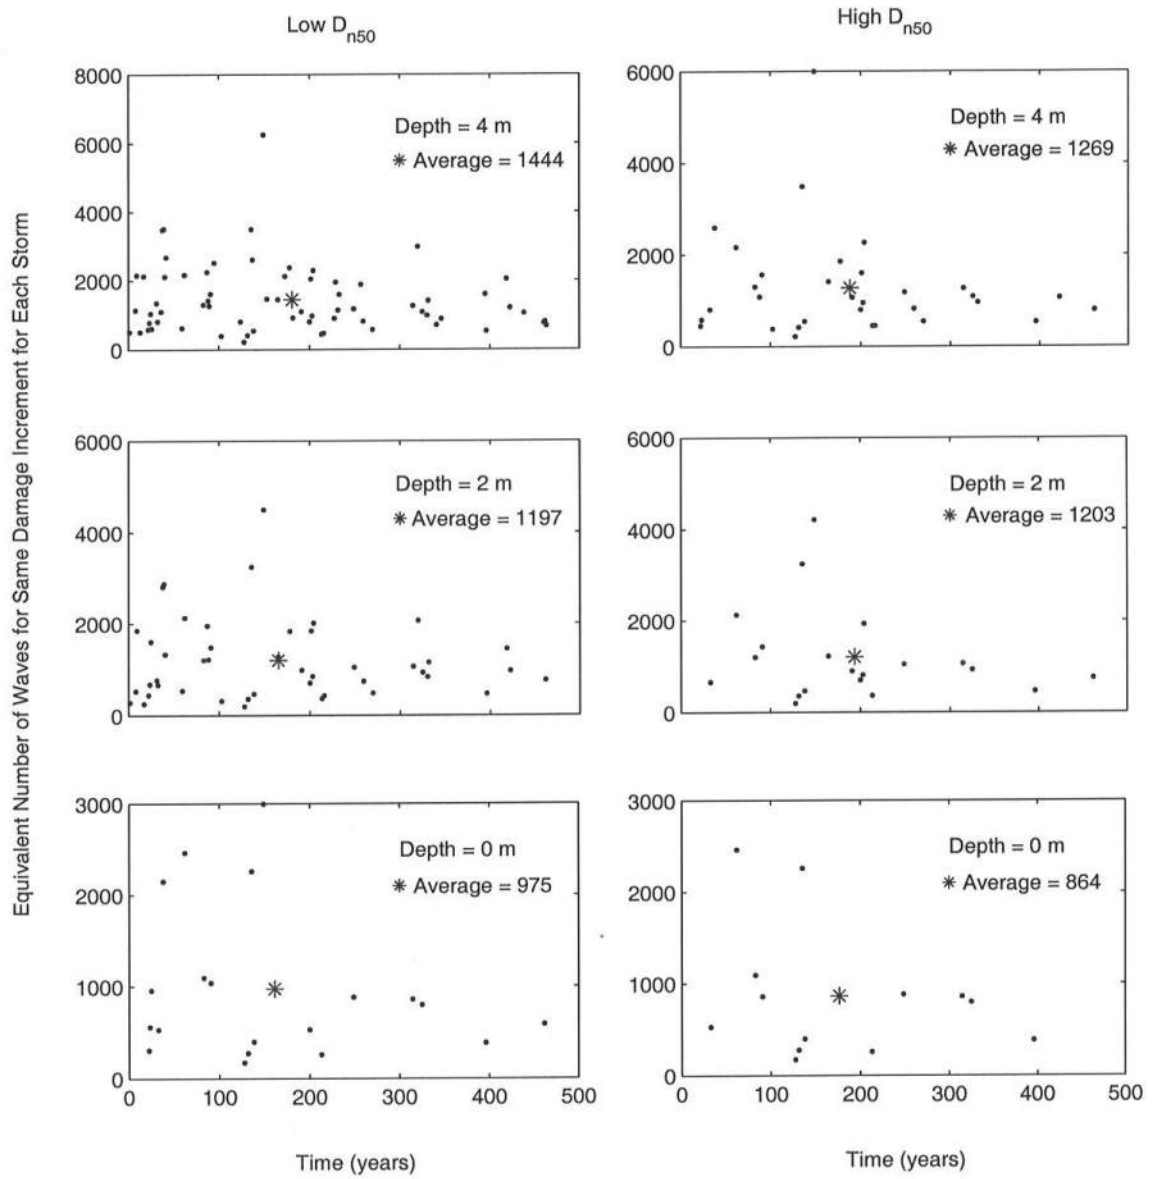 Low Dn50
High Dn50
Equivalent Number of Waves for Same Damage Increment for Each Storm
8000
6000
4000
2000
0
Depth = 4 m
* Average = 1444
6000
4000
2000
0
Depth = 4 m
* Average = 1269
6000
4000
2000
0
Depth = 2 m
* Average = 1197
6000
4000
2000
0
Depth = 2 m
* Average = 1203
3000
2000
1000
0
Depth = 0 m
* Average = 975
0 100 200 300 400 500
Time (years)
3000
2000
1000
0
Depth = 0 m
* Average = 864
0 100 200 300 400 500
Time (years)